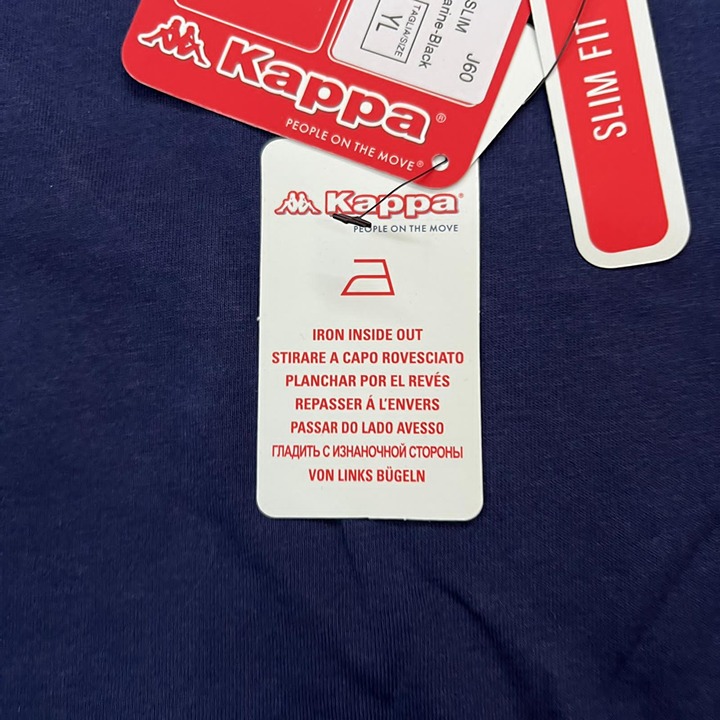 SLIM J60
TAGLIA/SIZE
YL
Kappa®
PEOPLE ON THE MOVE®
SLIM FIT
Kappa®
PEOPLE ON THE MOVE
IRON INSIDE OUT
STIRARE A CAPO ROVESCIATO
PLANCHAR POR EL REVÉS
REPASSER Á L'ENVERS
PASSAR DO LADO AVESSO
ГЛАДИТЬ С ИЗНАНОЧНОЙ СТОРОНЫ
VON LINKS BÜGELN